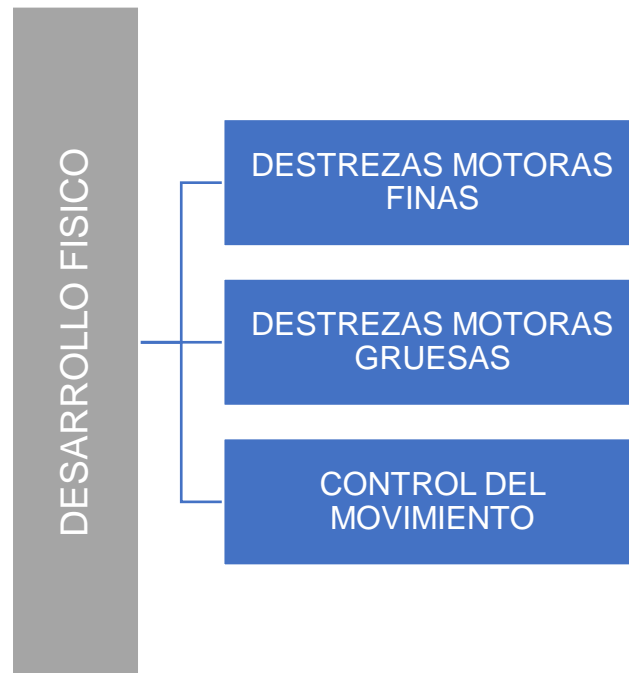 DESARROLLO FISICO
DESTREZAS MOTORAS
FINAS
DESTREZAS MOTORAS
GRUESAS
CONTROL DEL
MOVIMIENTO